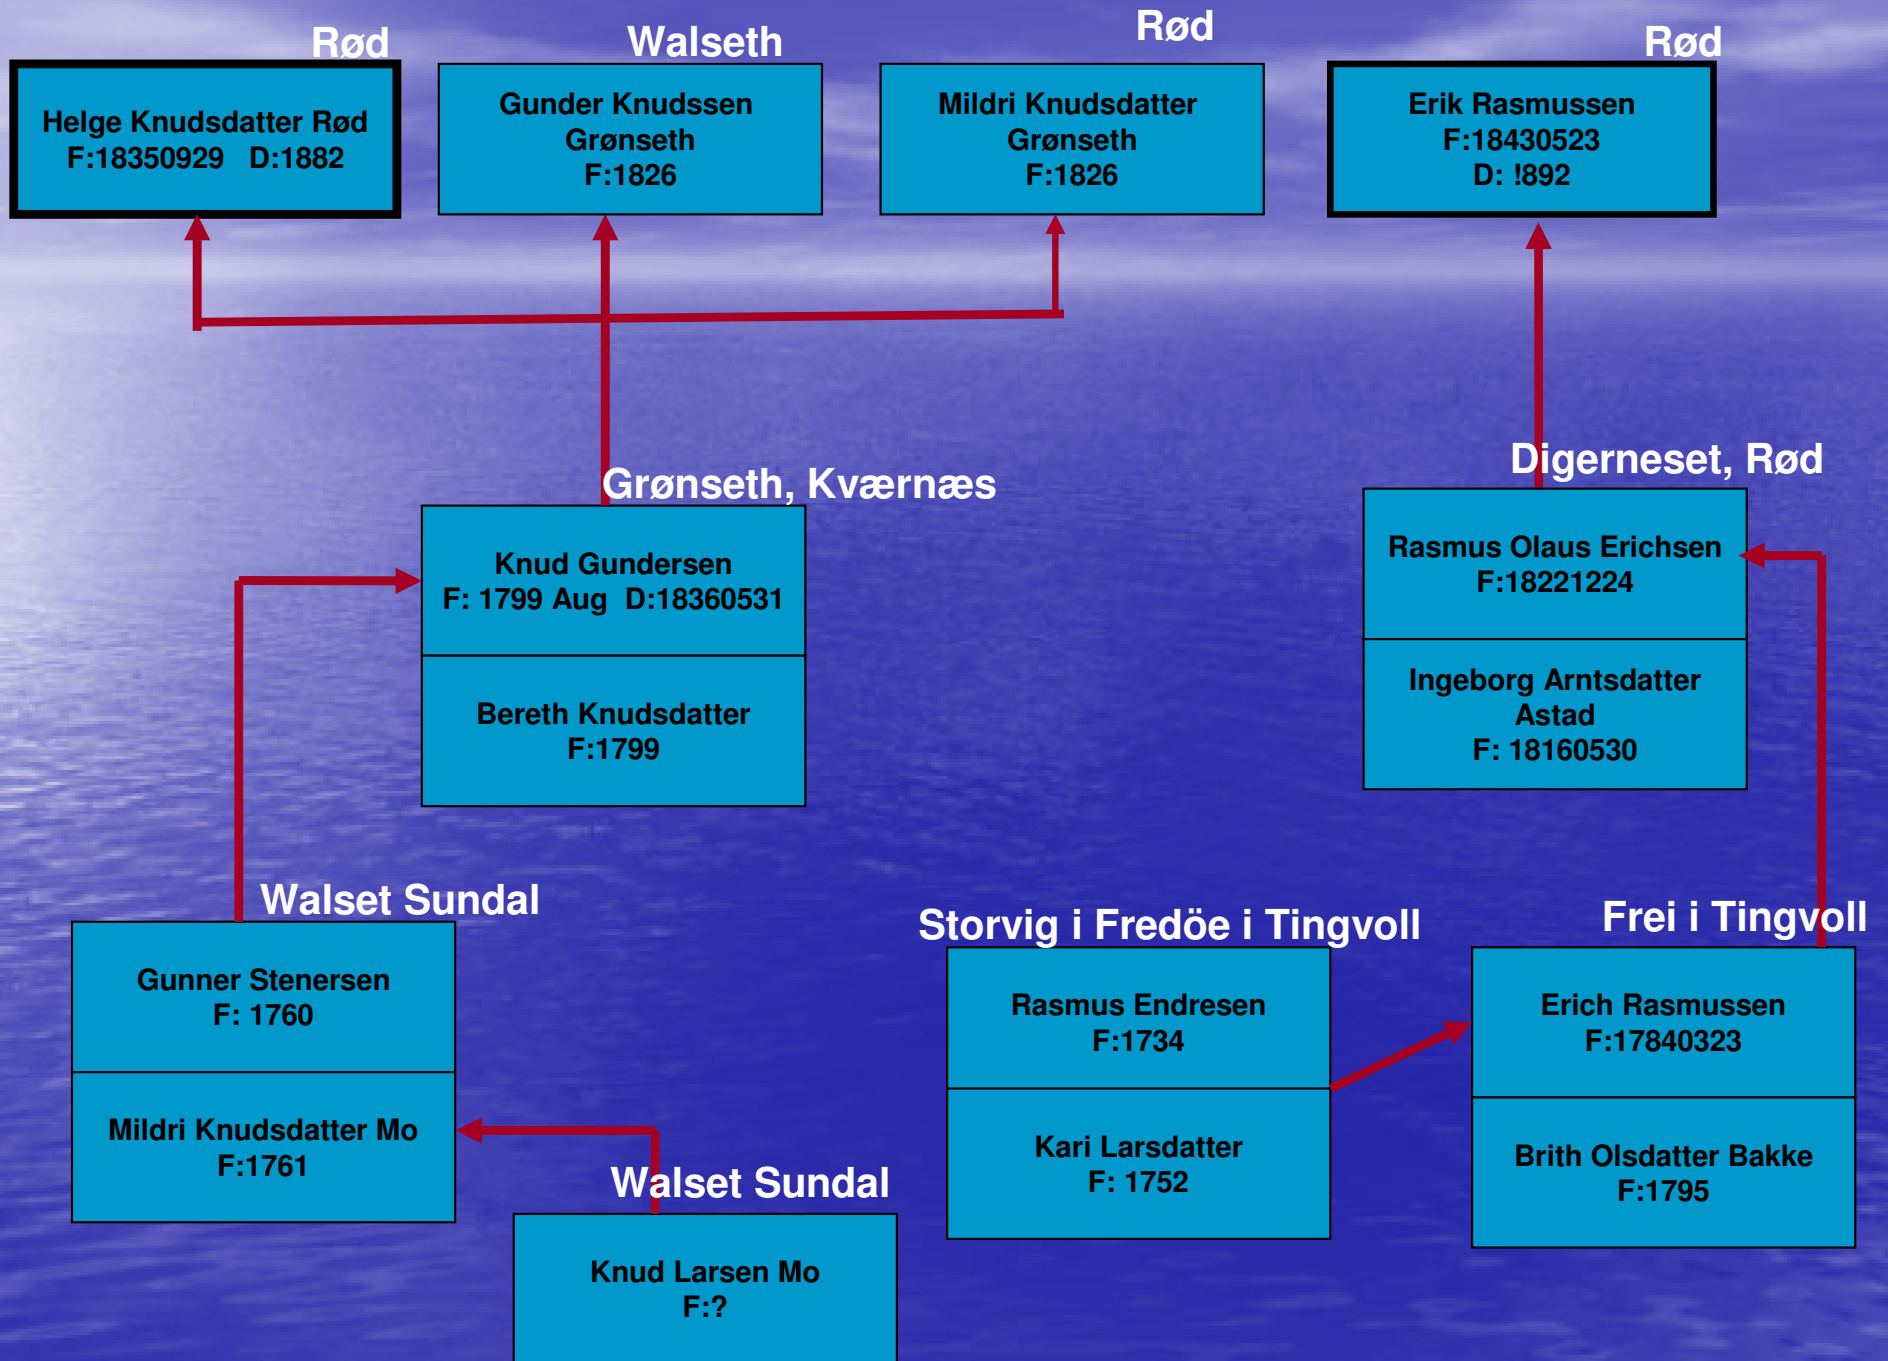 Rød
Helge Knudsdatter Rød
F:18350929   D:1882
Walseth
Gunder Knudssen
Grønseth
F:1826
Rød
Mildri Knudsdatter
Grønseth
F:1826
Rød
Erik Rasmussen
F:18430523
D: !892
Grønseth, Kværnæs
Knud Gundersen
F: 1799 Aug  D:18360531
Bereth Knudsdatter
F:1799
Digerneset, Rød
Rasmus Olaus Erichsen
F:18221224
Ingeborg Arntsdatter
Astad
F: 18160530
Walset Sundal
Gunner Stenersen
F: 1760
Mildri Knudsdatter Mo
F:1761
Walset Sundal
Knud Larsen Mo
F:?
Storvig i Fredöe i Tingvoll
Rasmus Endresen
F:1734
Kari Larsdatter
F: 1752
Frei i Tingvoll
Erich Rasmussen
F:17840323
Brith Olsdatter Bakke
F:1795